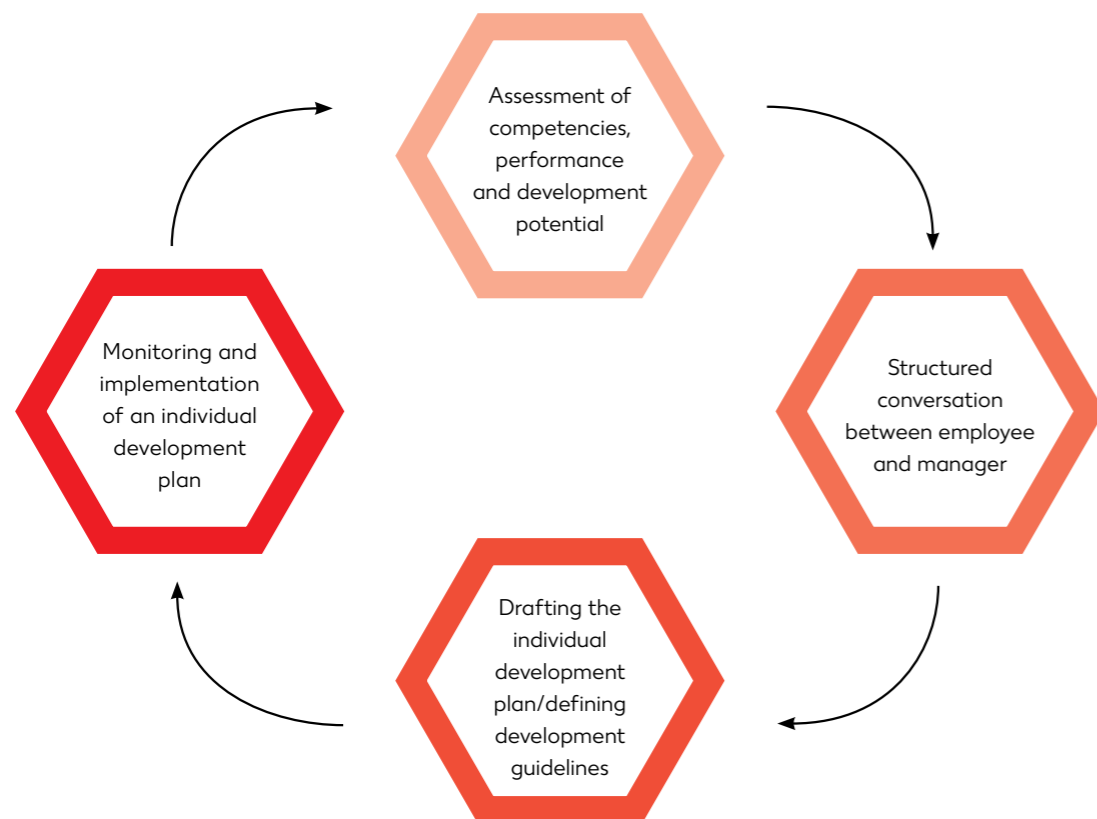 Assessment of
competencies,
performance
and development
potential
Structured
conversation
between employee
and manager
Drafting the
individual
development
plan/defining
development
guidelines
Monitoring and
implementation
of an individual
development
plan